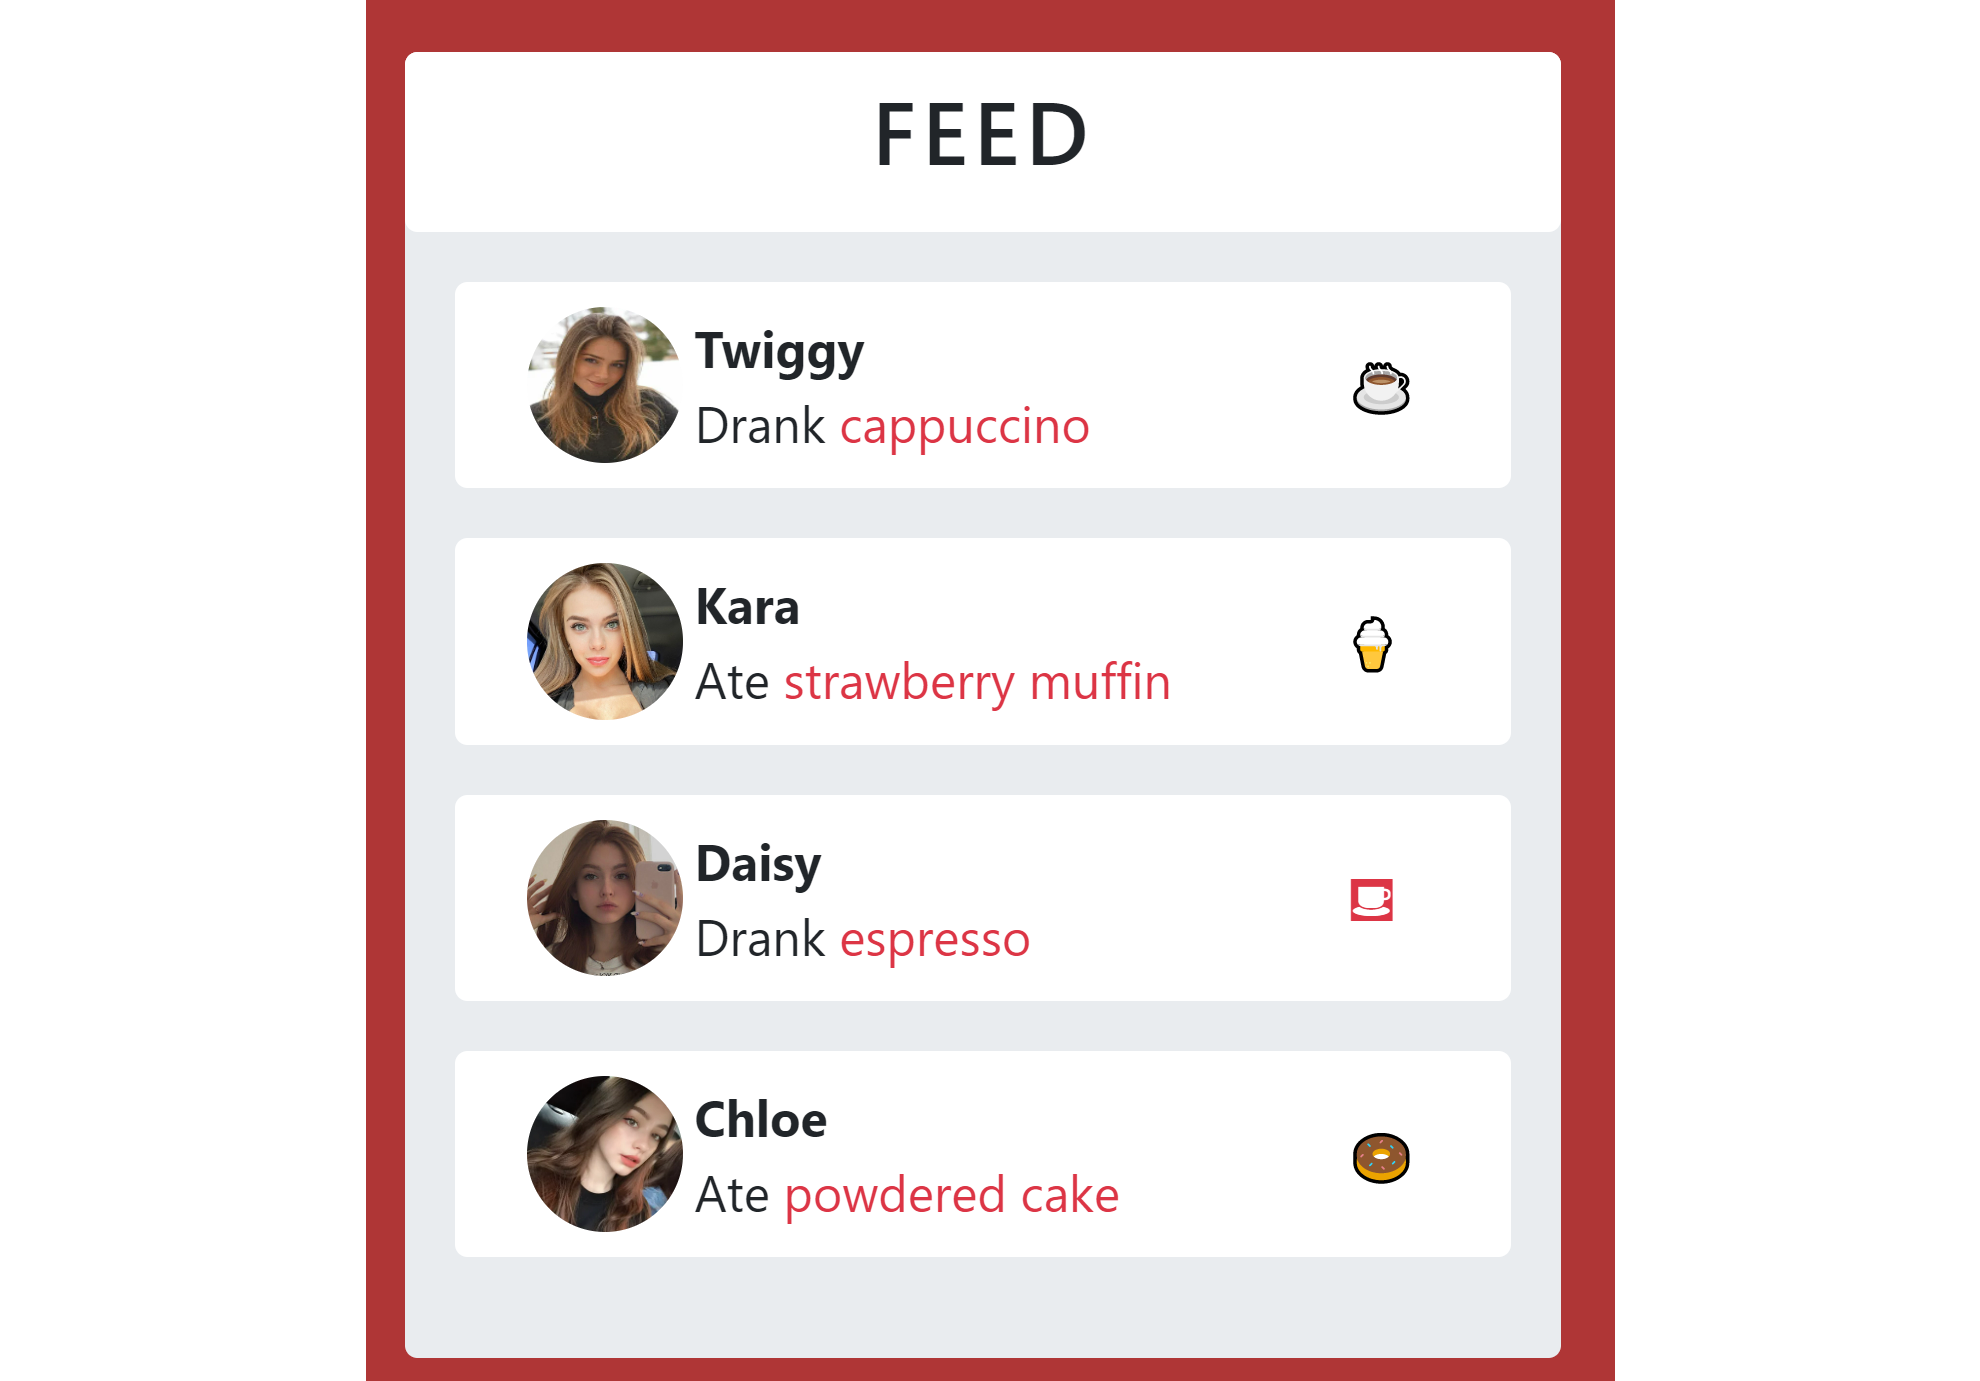 FEED
Twiggy
Drank cappuccino
Kara
Ate strawberry muffin
Daisy
Drank espresso
Chloe
Ate powdered cake